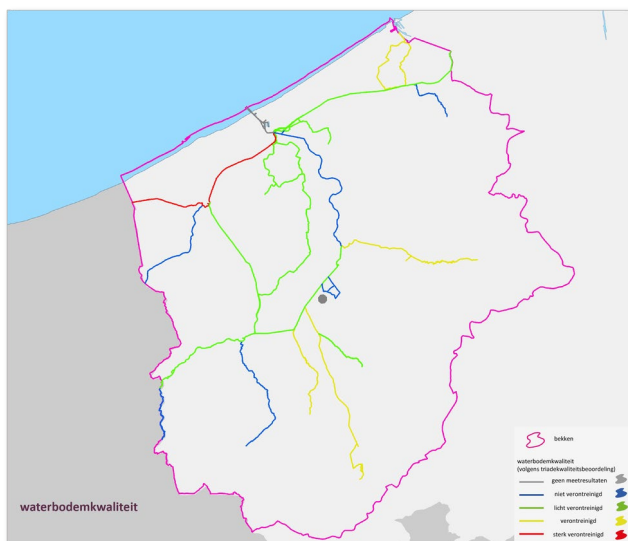 bekken
waterbodemkwaliteit
(volgens triadekwaliteitsbeoordeling)
geen meetresultaten
niet verontreinigd
licht verontreinigd
verontreinigd
sterk verontreinigd
waterbodemkwaliteit